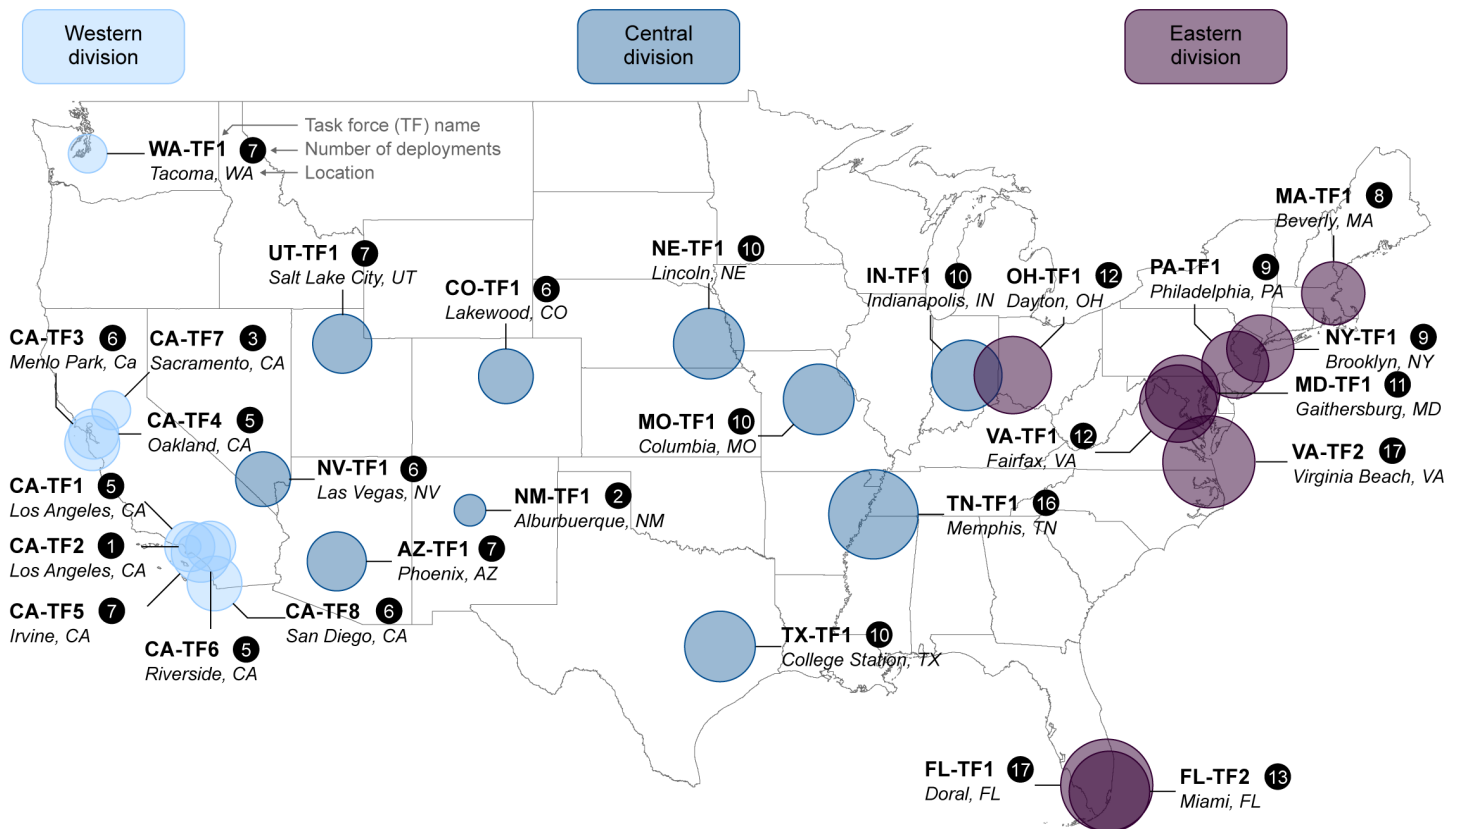 Western
division
Central
division
Eastern
division
Task force (TF) name
WA-TF1 7
Number of deployments
Tacoma, WA
Location
MA-TF1 8
Beverly, MA
UT-TF1 7
Salt Lake City, UT
NE-TF1 10
Lincoln, NE
CO-TF1 6
Lakewood, CO
IN-TF1 10
Indianapolis, IN
OH-TF1 12
Dayton, OH
PA-TF1 9
Philadelphia, PA
CA-TF3 6
Menlo Park, Ca
CA-TF7 3
Sacramento, CA
NY-TF1 9
Brooklyn, NY
MD-TF1 11
Gaithersburg, MD
CA-TF4 5
Oakland, CA
MO-TF1 10
Columbia, MO
VA-TF1 12
Fairfax, VA
VA-TF2 17
Virginia Beach, VA
NV-TF1 6
Las Vegas, NV
CA-TF1 5
Los Angeles, CA
NM-TF1 2
Alburbuerque, NM
TN-TF1 16
Memphis, TN
CA-TF2 1
Los Angeles, CA
AZ-TF1 7
Phoenix, AZ
CA-TF5 7
Irvine, CA
CA-TF8 6
San Diego, CA
CA-TF6 5
Riverside, CA
TX-TF1 10
College Station, TX
FL-TF1 17
Doral, FL
FL-TF2 13
Miami, FL